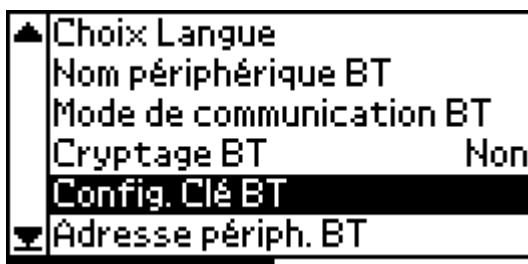 Choix Langue
Nom périphérique BT
Mode de communication BT
Cryptage BT Non
Config. Clé BT
Adresse périph. BT